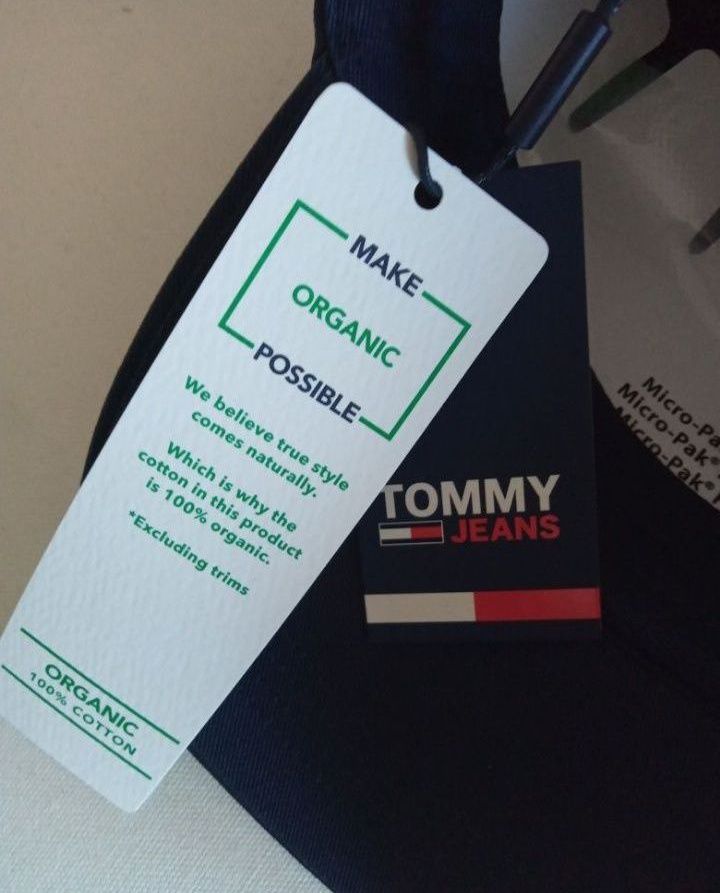 MAKE
ORGANIC
POSSIBLE
We believe true style
comes naturally.
Which is why the
cotton in this product
is 100% organic.
*Excluding trims
ORGANIC
100% COTTON
TOMMY
JEANS
Micro-Pa
Micro-Pak®
Micro-Pak®